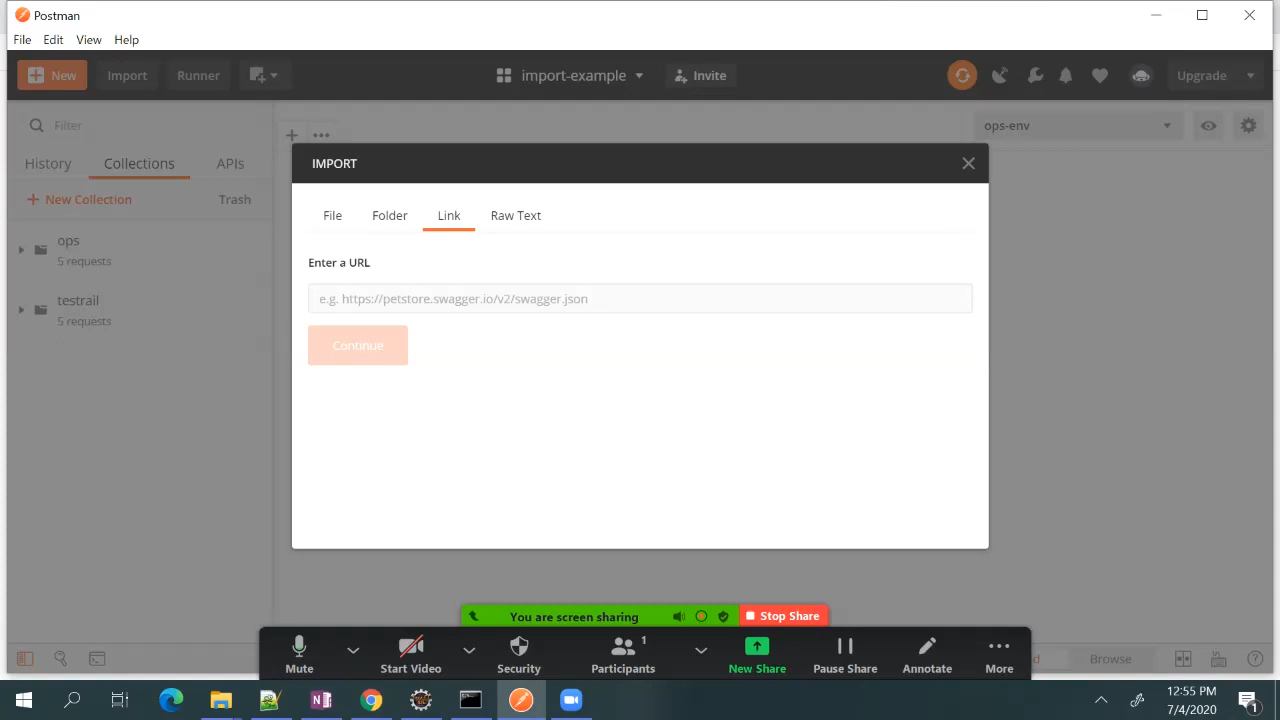 Postman
File Edit View Help
New Import Runner import-example Invite Upgrade
Filter
ops-env
History Collections APIs
+ New Collection Trash
ops
5 requests
testrail
5 requests
IMPORT
File Folder Link Raw Text
Enter a URL
e.g. https://petstore.swagger.io/v2/swagger.json
Continue
You are screen sharing Stop Share
Mute Start Video Security Participants 1 New Share Pause Share Annotate More
Browse
12:55 PM
7/4/2020
1